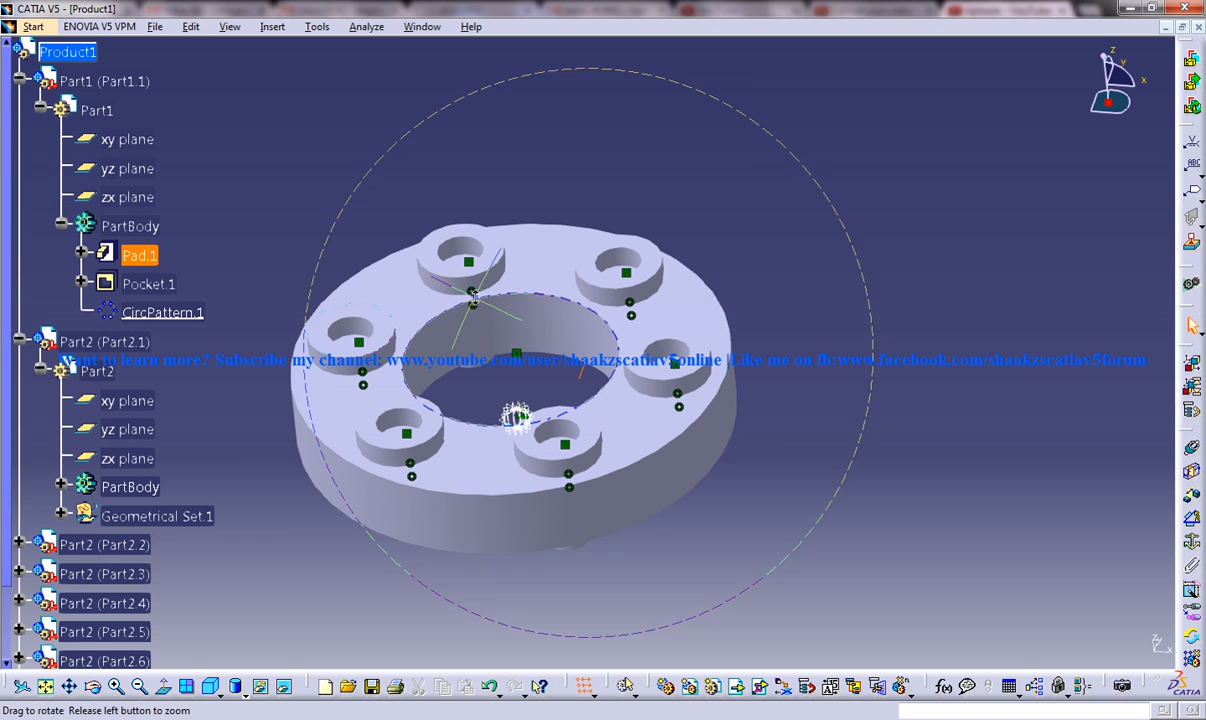 CATIA V5 - [Product1]
Start ENOVIA V5 VPM File Edit View Insert Tools Analyze Window Help
Product1
Part1 (Part1.1)
Part1
xy plane
yz plane
zx plane
PartBody
Pad.1
Pocket.1
CircPattern.1
Part2 (Part2.1)
Want to learn more? Subscribe my channel: www.youtube.com/user/shaakzscatiav5online |Like me on fb:www.facebook.com/shaakzscatiav5forum
Part2
xy plane
yz plane
zx plane
PartBody
Geometrical Set.1
Part2 (Part2.2)
Part2 (Part2.3)
Part2 (Part2.4)
Part2 (Part2.5)
Part2 (Part2.6)
z
y
x
ABC
f(x)
Drag to rotate Release left button to zoom